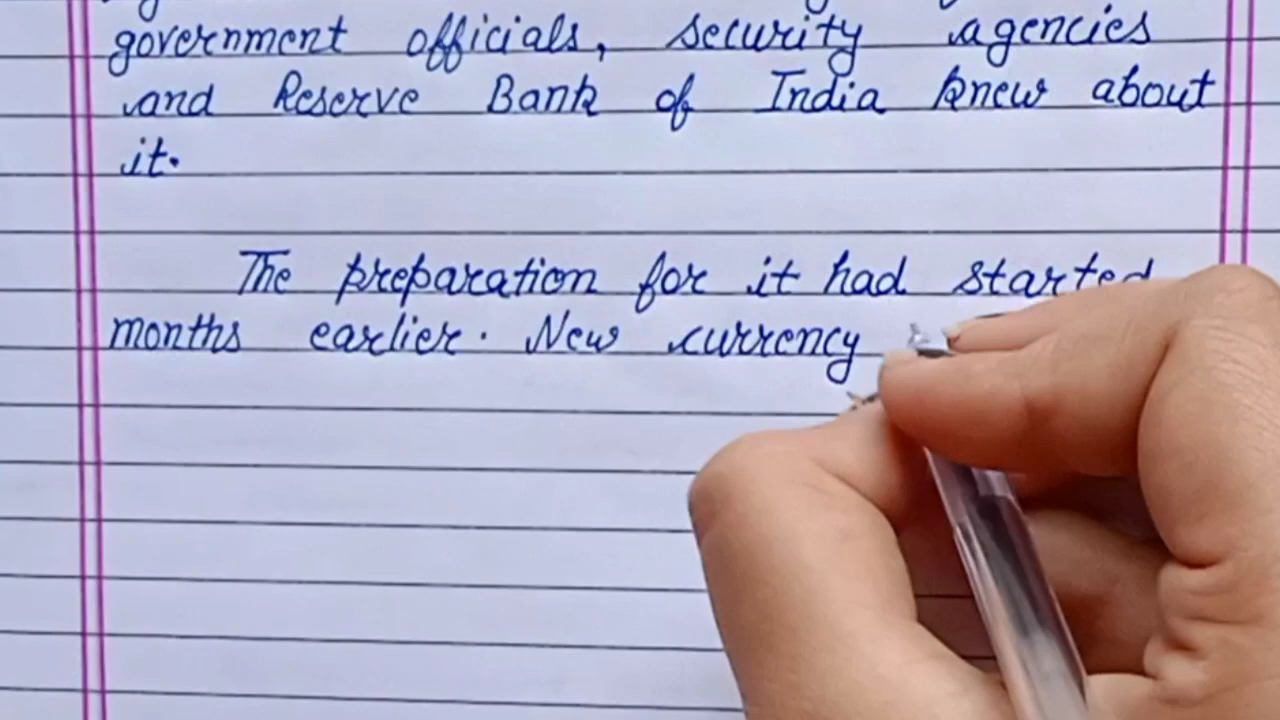 government officials, security agencies
and Reserve Bank of India knew about
it.
The preparation for it had started
months earlier. New currency